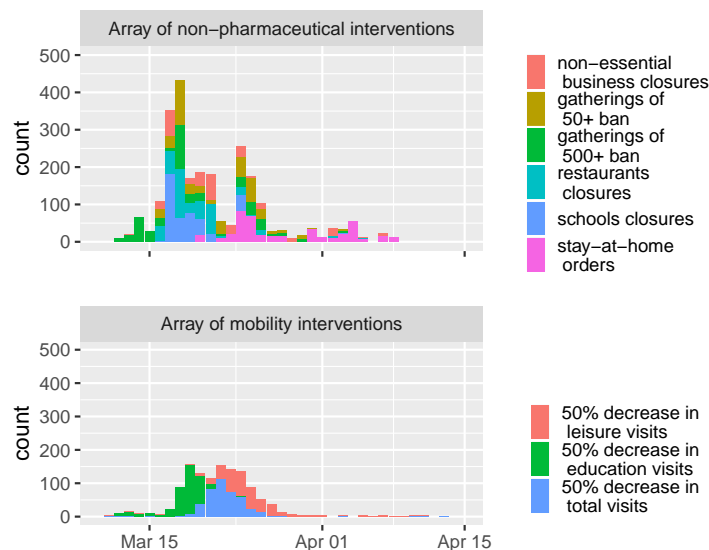 Array of non−pharmaceutical interventions
500
400
300
200
100
0
count
non−essential
business closures
gatherings of
50+ ban
gatherings of
500+ ban
restaurants
closures
schools closures
stay−at−home
orders
Array of mobility interventions
500
400
300
200
100
0
count
Mar 15
Apr 01
Apr 15
50% decrease in
leisure visits
50% decrease in
education visits
50% decrease in
total visits